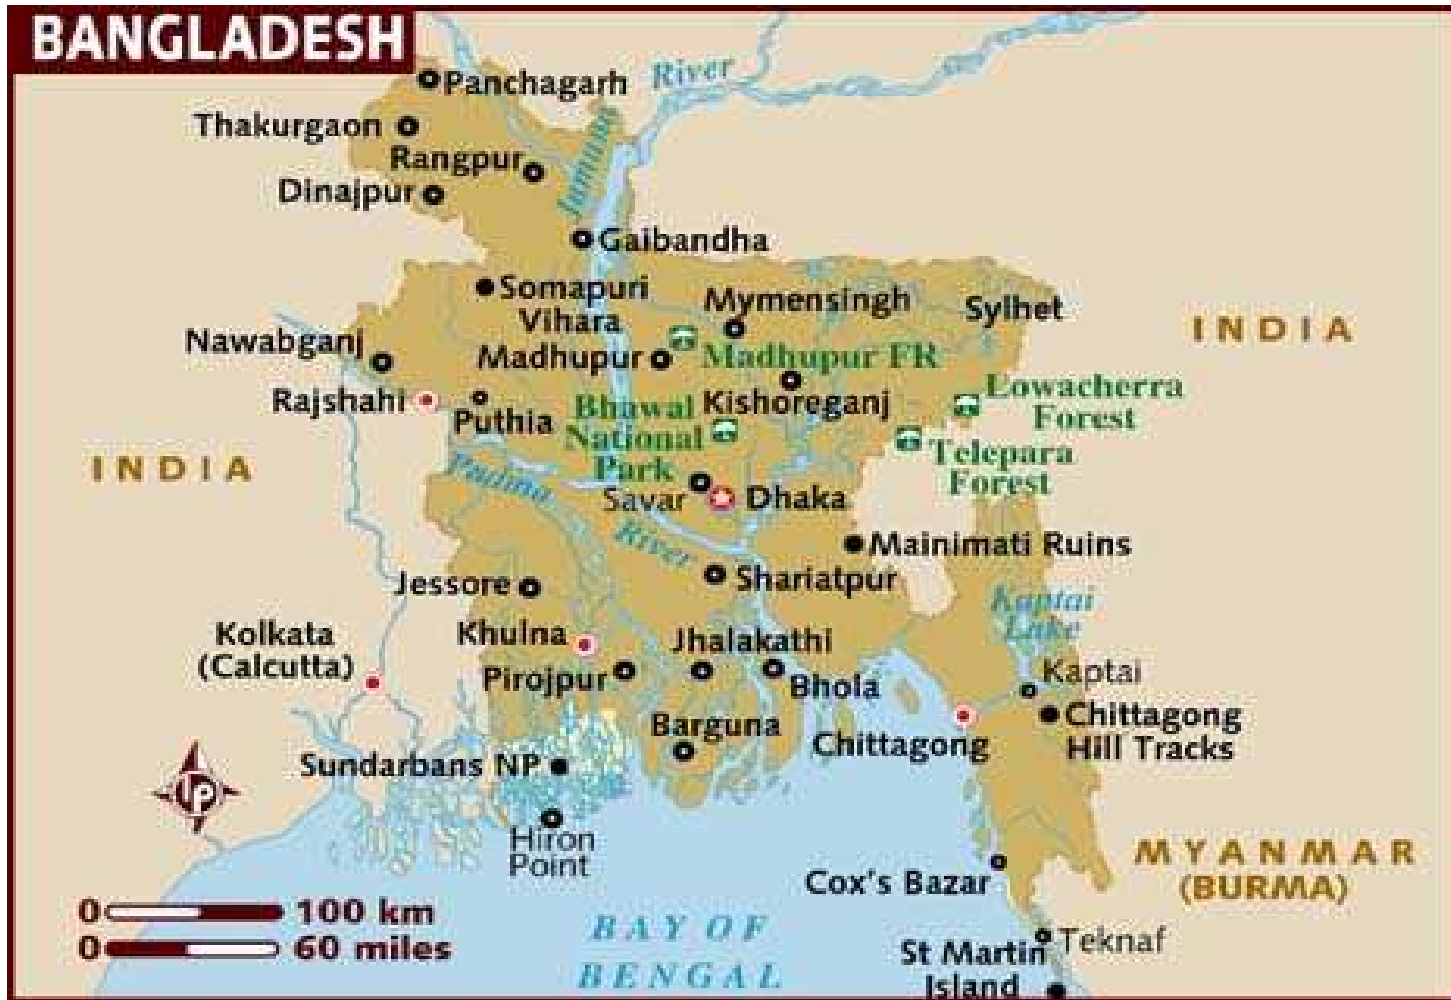 BANGLADESH
Panchagarh
River
Thakurgaon
Jamuna
Rangpur
Dinajpur
Gaibandha
Somapuri
Vihara
Mymensingh
Sylhet
INDIA
Nawabganj
Madhupur
Madhupur FR
Rajshahi
Puthia
Kishoreganj
Lowacherra
Forest
Bhawal
National
Park
Telepara
Forest
INDIA
Padma
River
Savar
Dhaka
Mainimati Ruins
Jessore
Shariatpur
Kaptai
Lake
Kolkata
(Calcutta)
Khulna
Jhalakathi
Pirojpur
Bhola
Kaptai
Barguna
Chittagong
Chittagong
Hill Tracks
Sundarbans NP
lp
Hiron
Point
MYANMAR
(BURMA)
Cox's Bazar
0 100 km
0 60 miles
BAY OF
BENGAL
St Martin
Island
Teknaf